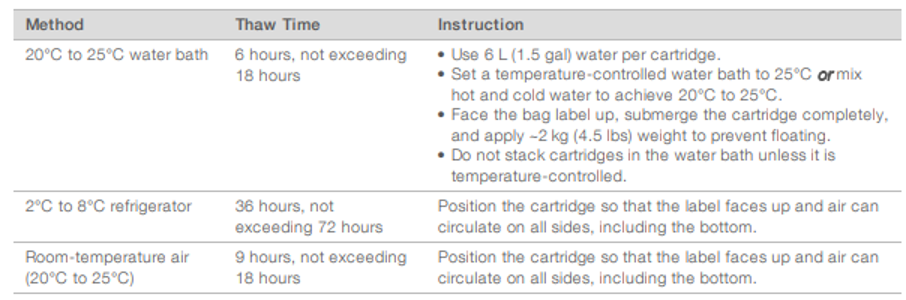 Method Thaw Time Instruction
20°C to 25°C water bath 6 hours, not exceeding • Use 6 L (1.5 gal) water per cartridge.
18 hours • Set a temperature-controlled water bath to 25°C or mix
hot and cold water to achieve 20°C to 25°C.
• Face the bag label up, submerge the cartridge completely,
and apply ~2 kg (4.5 lbs) weight to prevent floating.
• Do not stack cartridges in the water bath unless it is
temperature-controlled.
2°C to 8°C refrigerator 36 hours, not Position the cartridge so that the label faces up and air can
exceeding 72 hours circulate on all sides, including the bottom.
Room-temperature air 9 hours, not exceeding Position the cartridge so that the label faces up and air can
(20°C to 25°C) 18 hours circulate on all sides, including the bottom.